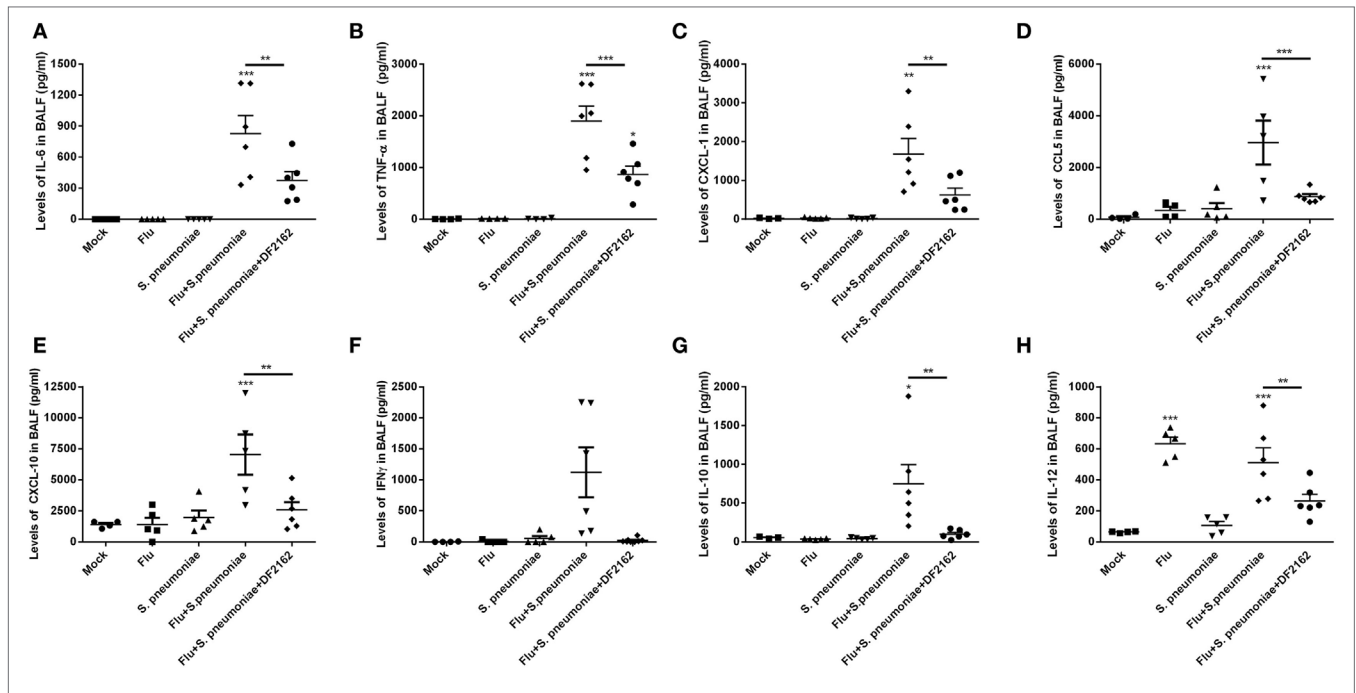 A
Levels of IL-6 in BALF (pg/ml)
1500
1200
900
600
300
0
***
**
Mock
Flu
S. pneumoniae
Flu+S.pneumoniae
Flu+S. pneumoniae+DF2162
B
Levels of TNF-α in BALF (pg/ml)
3000
2000
1000
0
***
***
*
Mock
Flu
S. pneumoniae
Flu+S.pneumoniae
Flu+S. pneumoniae+DF2162
C
Levels of CXCL-1 in BALF (pg/ml)
4000
3000
2000
1000
0
**
**
Mock
Flu
S. pneumoniae
Flu+S.pneumoniae
Flu+S. pneumoniae+DF2162
D
Levels of CCL5 in BALF (pg/ml)
6000
4000
2000
0
***
***
Mock
Flu
S. pneumoniae
Flu+S.pneumoniae
Flu+S. pneumoniae+DF2162
E
Levels of CXCL-10 in BALF (pg/ml)
12500
10000
7500
5000
2500
0
***
**
Mock
Flu
S. pneumoniae
Flu+S.pneumoniae
Flu+S. pneumoniae+DF2162
F
Levels of IFNγ in BALF (pg/ml)
2500
2000
1500
1000
500
0
Mock
Flu
S. pneumoniae
Flu+S.pneumoniae
Flu+S. pneumoniae+DF2162
G
Levels of IL-10 in BALF (pg/ml)
2000
1500
1000
500
0
*
**
Mock
Flu
S. pneumoniae
Flu+S.pneumoniae
Flu+S. pneumoniae+DF2162
H
Levels of IL-12 in BALF (pg/ml)
1000
800
600
400
200
0
***
***
**
Mock
Flu
S. pneumoniae
Flu+S.pneumoniae
Flu+S. pneumoniae+DF2162